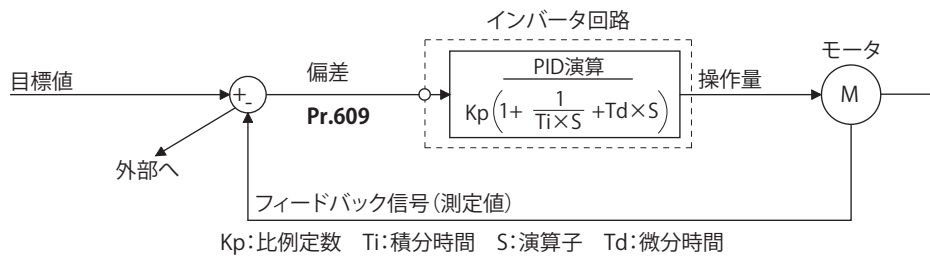 インバータ回路
目標値
偏差
Pr.609
PID演算
Kp(1+ 1/Ti×S +Td×S)
操作量
モータ
M
+
-
外部へ
フィードバック信号(測定値)
Kp:比例定数 Ti:積分時間 S:演算子 Td:微分時間